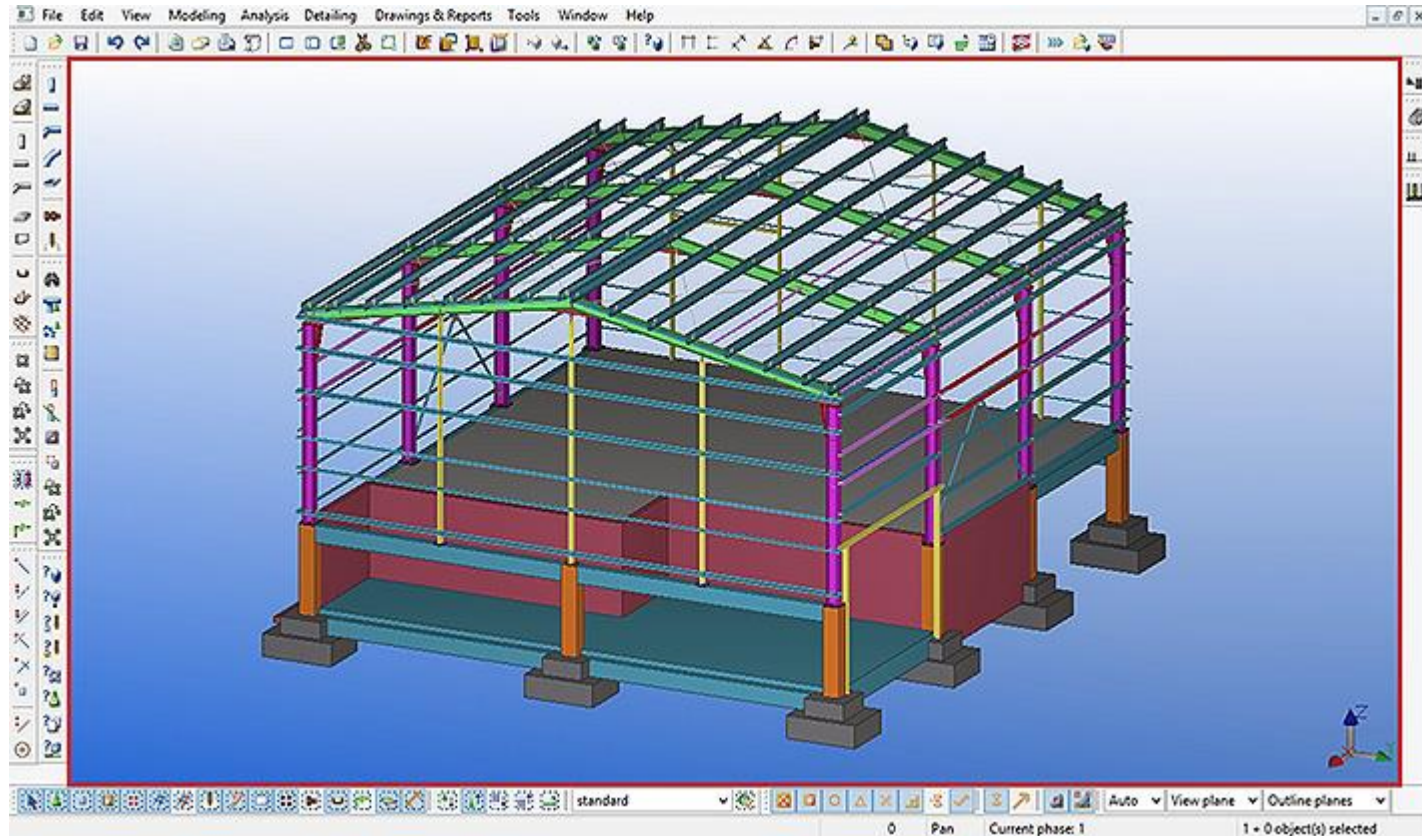 File Edit View Modeling Analysis Detailing Drawings & Reports Tools Window Help
Z
standard Auto View plane Outline planes
0 Pan Current phase: 1 1 + 0 object(s) selected